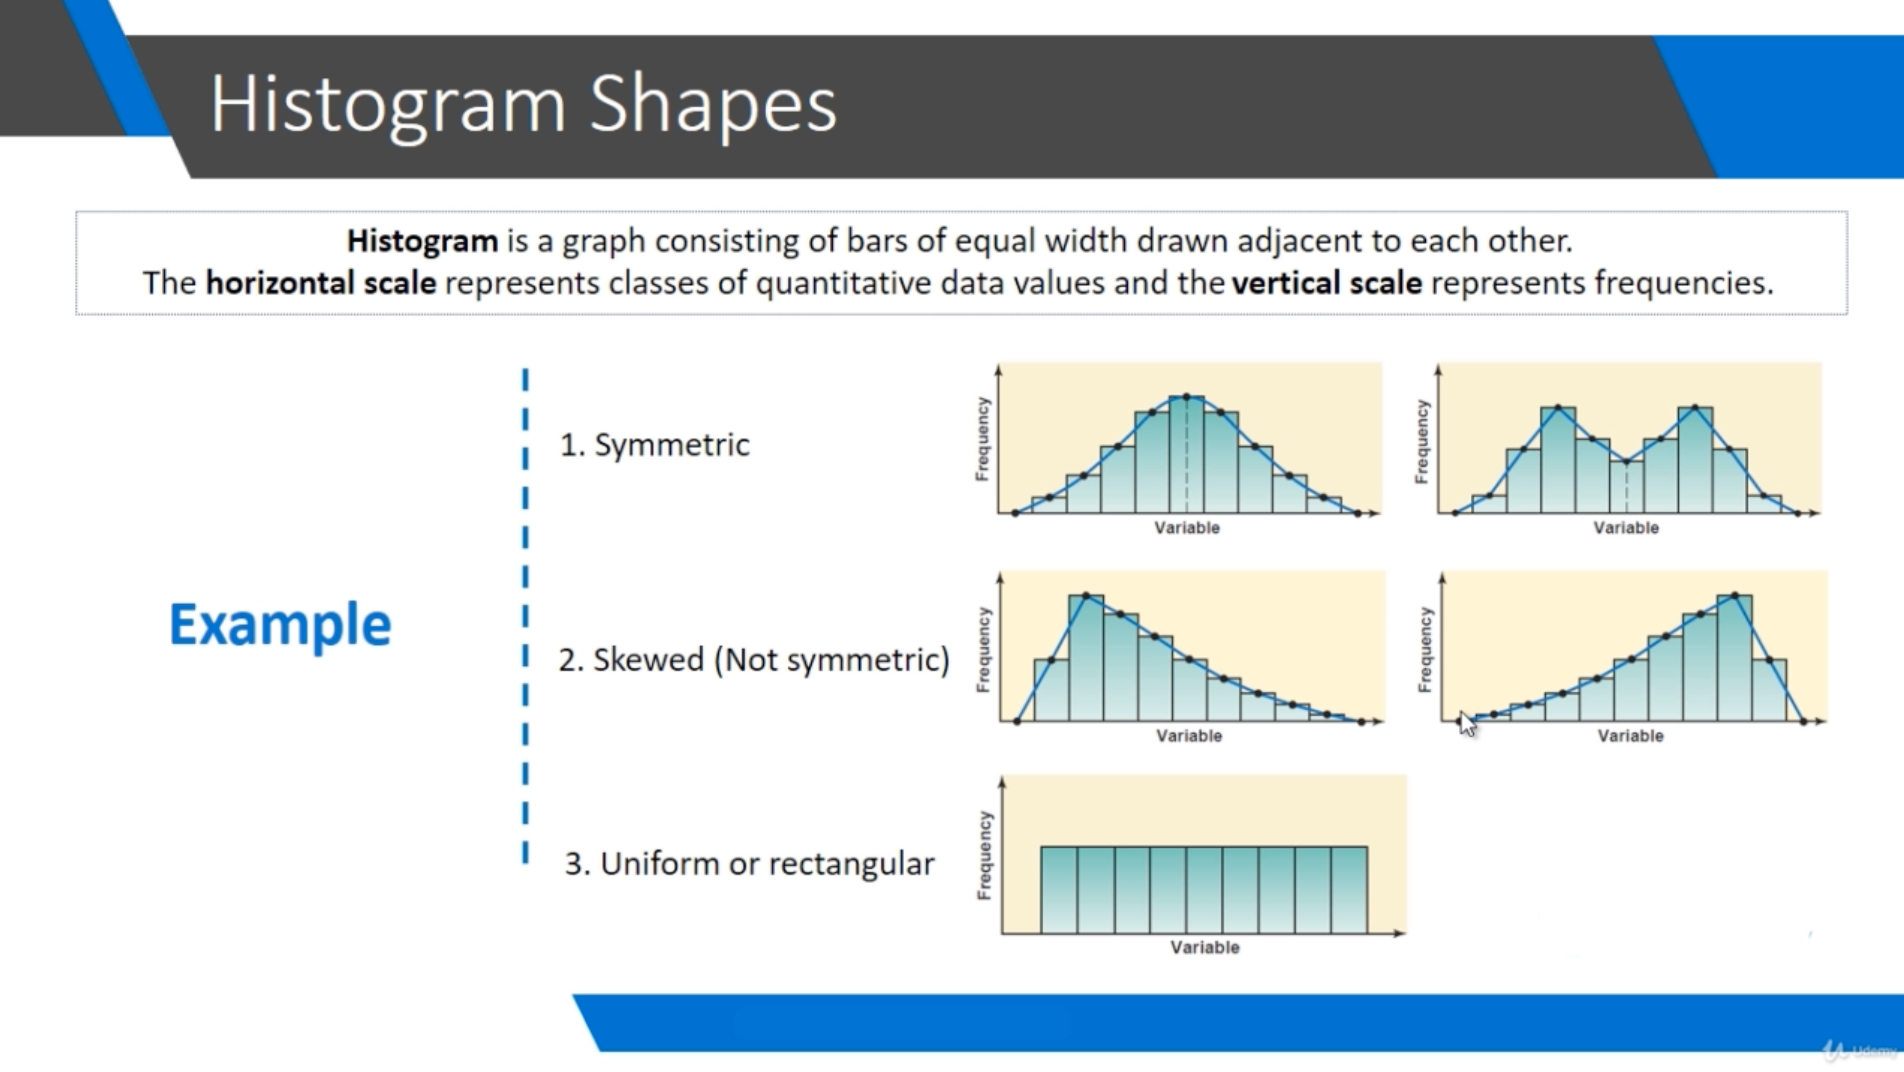 Histogram Shapes
Histogram is a graph consisting of bars of equal width drawn adjacent to each other.
The horizontal scale represents classes of quantitative data values and the vertical scale represents frequencies.
Example
1. Symmetric
Frequency
Variable
Frequency
Variable
2. Skewed (Not symmetric)
Frequency
Variable
Frequency
Variable
3. Uniform or rectangular
Frequency
Variable
Udemy